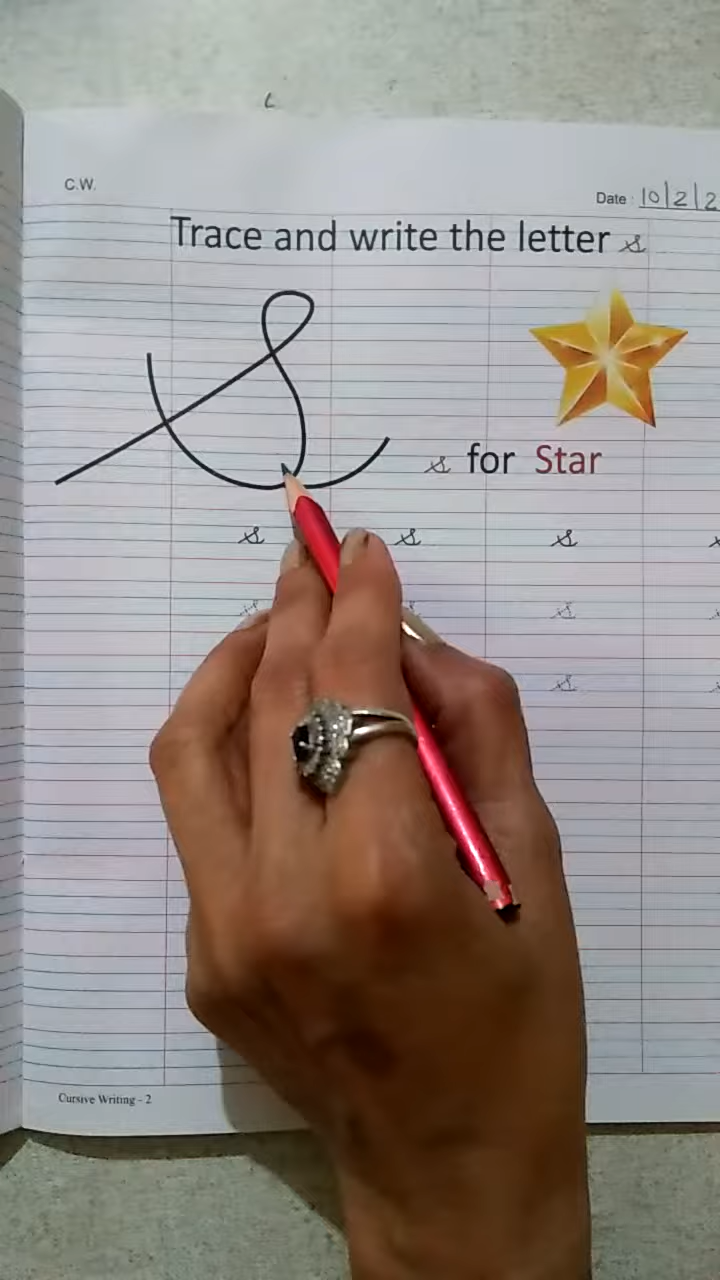 C.W.
Date : 10/2/2
Trace and write the letter s
s
s for Star
s s s
s s s
s
Cursive Writing - 2